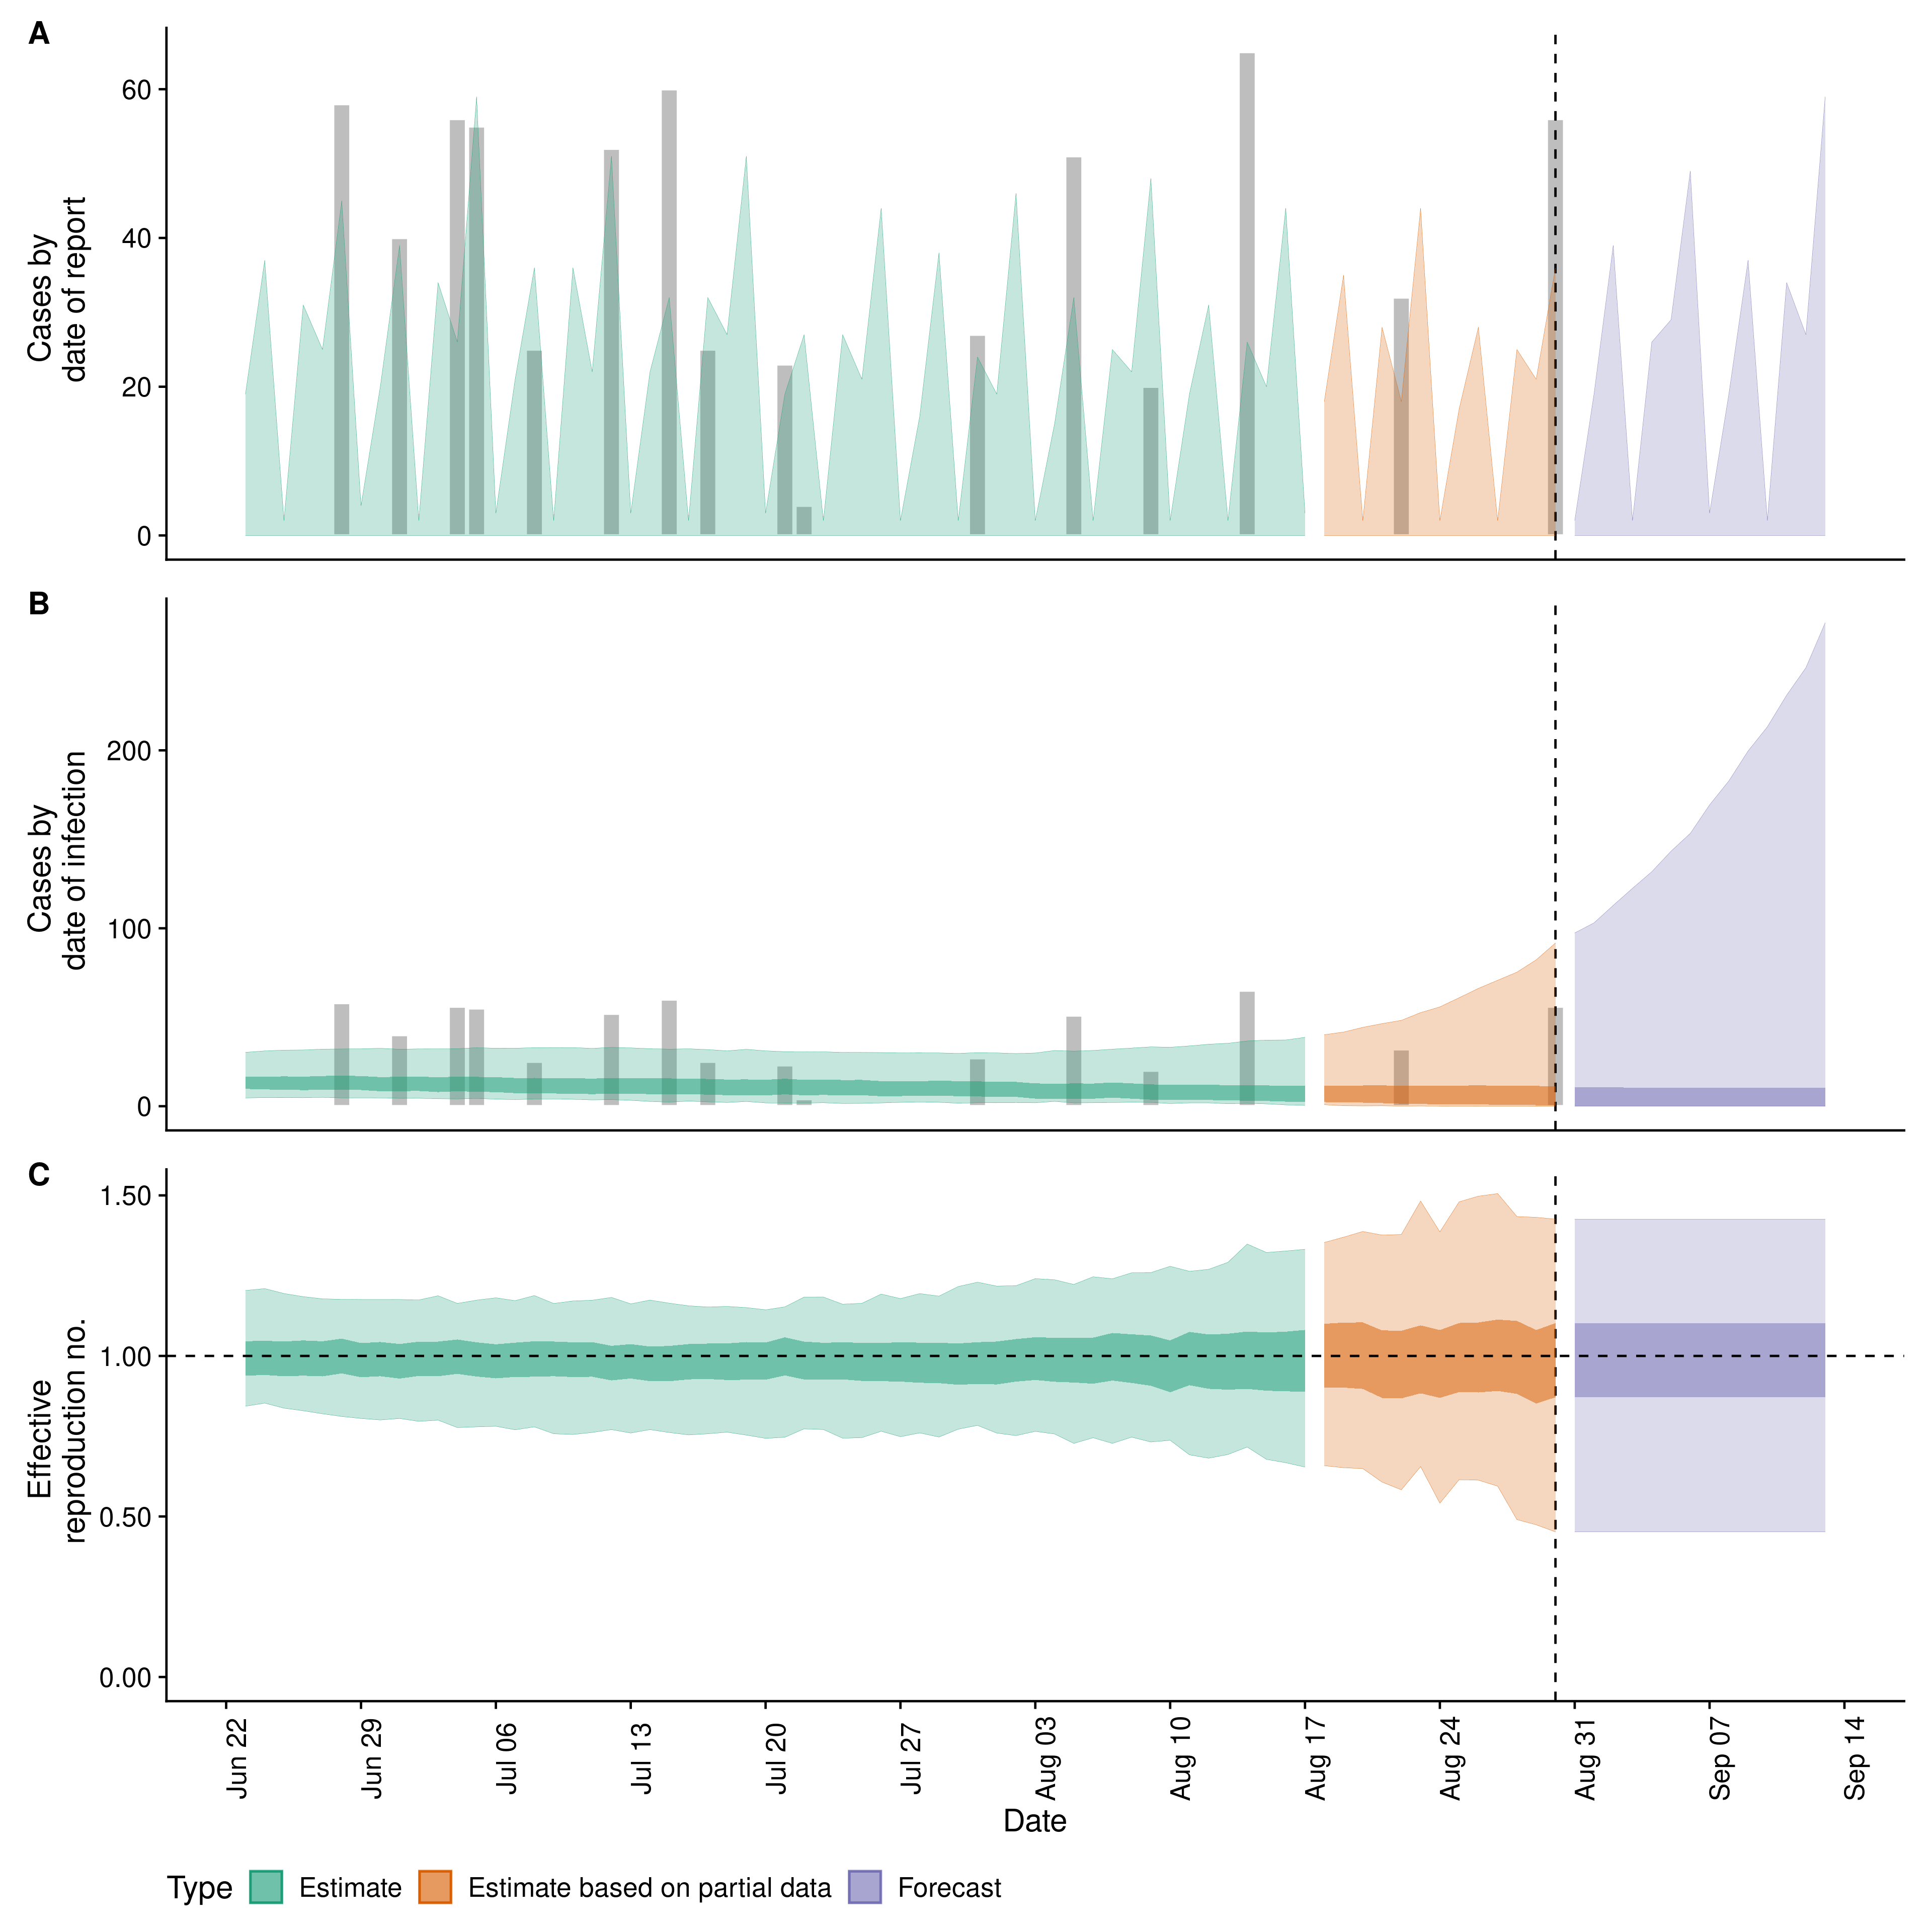 A
60
40
20
0
Cases by
date of report
B
200
100
0
Cases by
date of infection
C
1.50
1.00
0.50
0.00
Effective
reproduction no.
Jun 22
Jun 29
Jul 06
Jul 13
Jul 20
Jul 27
Aug 03
Aug 10
Aug 17
Aug 24
Aug 31
Sep 07
Sep 14
Date
Type Estimate Estimate based on partial data Forecast